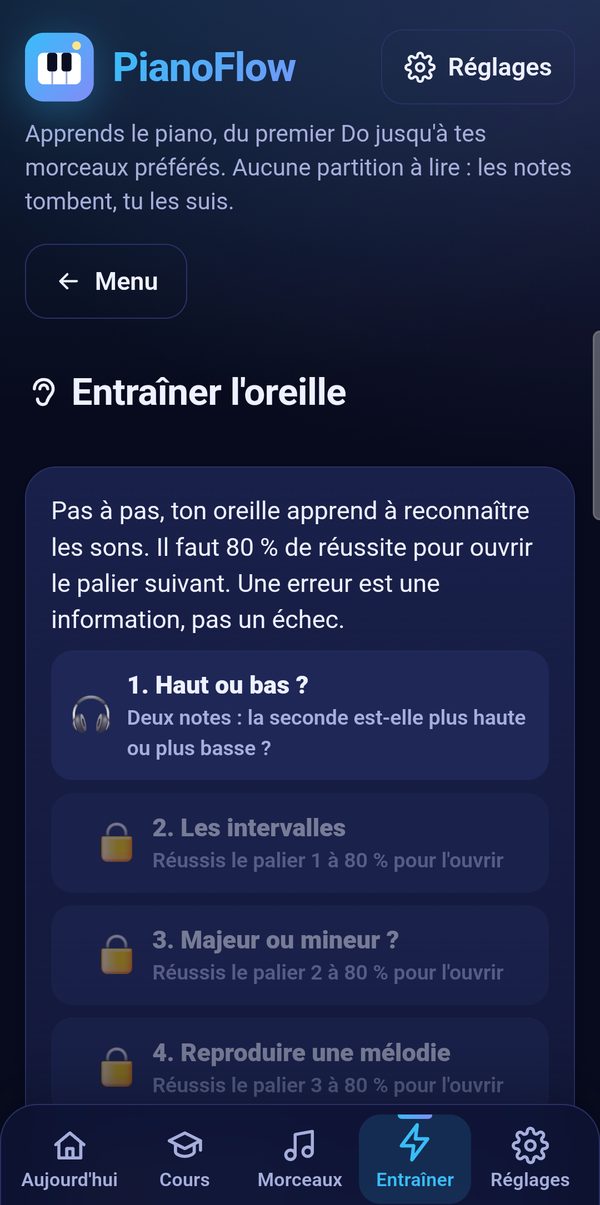 PianoFlow
Réglages
Apprends le piano, du premier Do jusqu'à tes
morceaux préférés. Aucune partition à lire : les notes
tombent, tu les suis.
← Menu
Entraîner l'oreille
Pas à pas, ton oreille apprend à reconnaître
les sons. Il faut 80 % de réussite pour ouvrir
le palier suivant. Une erreur est une
information, pas un échec.
1. Haut ou bas ?
Deux notes : la seconde est-elle plus haute
ou plus basse ?
2. Les intervalles
Réussis le palier 1 à 80 % pour l'ouvrir
3. Majeur ou mineur ?
Réussis le palier 2 à 80 % pour l'ouvrir
4. Reproduire une mélodie
Réussis le palier 3 à 80 % pour l'ouvrir
Aujourd'hui
Cours
Morceaux
Entraîner
Réglages